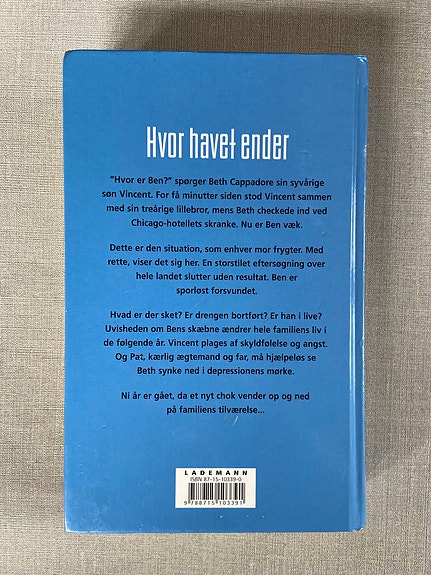 Hvor havet ender
"Hvor er Ben?" spørger Beth Cappadore sin syvårige
søn Vincent. For få minutter siden stod Vincent sammen
med sin treårige lillebror, mens Beth checkede ind ved
Chicago-hotellets skranke. Nu er Ben væk.
Dette er den situation, som enhver mor frygter. Med
rette, viser det sig her. En storstilet eftersøgning over
hele landet slutter uden resultat. Ben er
sporløst forsvundet.
Hvad er der sket? Er drengen bortført? Er han i live?
Uvisheden om Bens skæbne ændrer hele familiens liv i
de følgende år. Vincent plages af skyldfølelse og angst.
Og Pat, kærlig ægtemand og far, må hjælpeløs se
Beth synke ned i depressionens mørke.
Ni år er gået, da et nyt chok vender op og ned
på familiens tilværelse...
LADEMANN
ISBN 87-15-10339-0
9 788715 103391